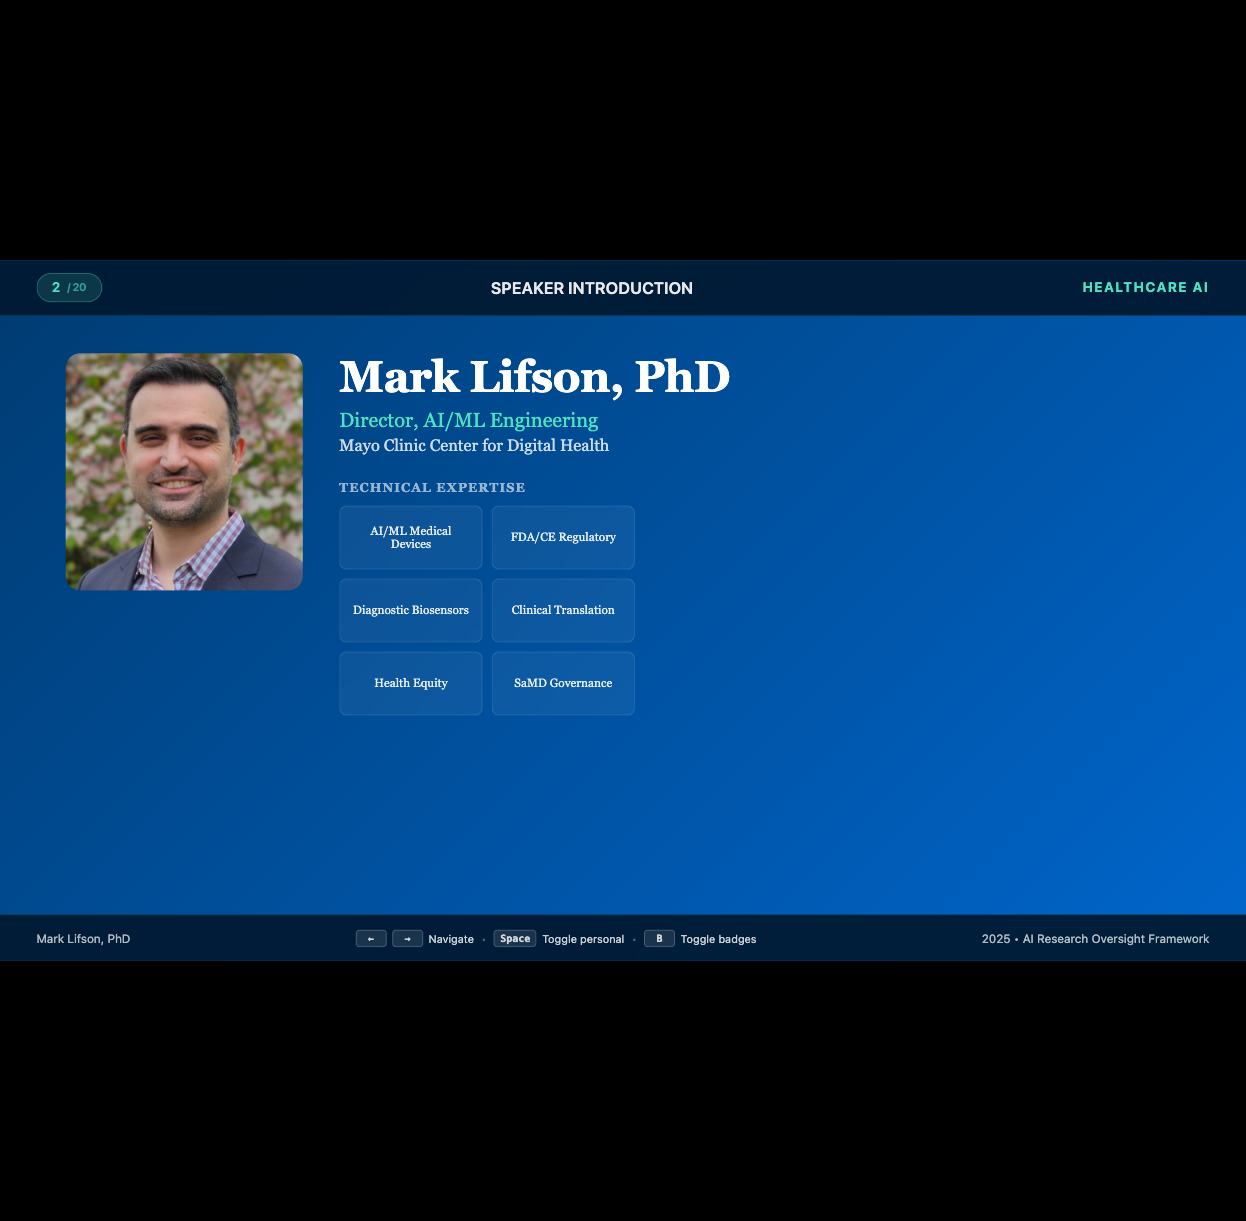 2 / 20
SPEAKER INTRODUCTION
HEALTHCARE AI
Mark Lifson, PhD
Director, AI/ML Engineering
Mayo Clinic Center for Digital Health
TECHNICAL EXPERTISE
AI/ML Medical
Devices
FDA/CE Regulatory
Diagnostic Biosensors
Clinical Translation
Health Equity
SaMD Governance
Mark Lifson, PhD
← → Navigate · Space Toggle personal · B Toggle badges
2025 • AI Research Oversight Framework